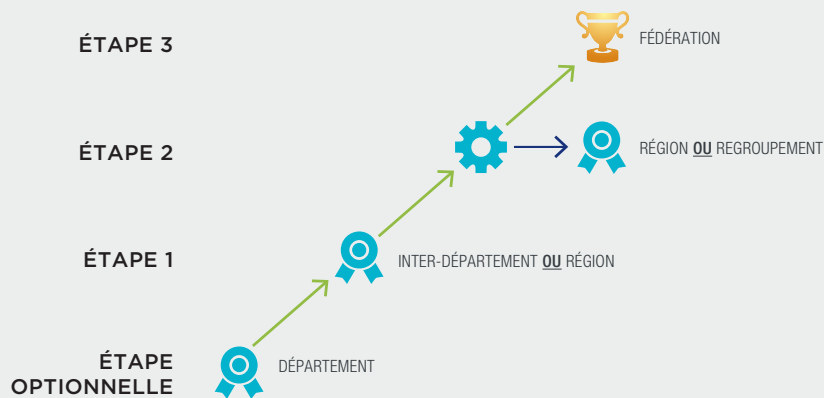 ÉTAPE 3
FÉDÉRATION
ÉTAPE 2
RÉGION OU REGROUPEMENT
ÉTAPE 1
INTER-DÉPARTEMENT OU RÉGION
ÉTAPE
OPTIONNELLE
DÉPARTEMENT